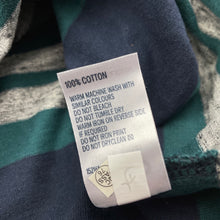 100% COTTON
WARM MACHINE WASH WITH
SIMILAR COLOURS
DO NOT BLEACH
DO NOT TUMBLE DRY
WARM IRON ON REVERSE SIDE
IF REQUIRED
DO NOT IRON PRINT
DO NOT DRYCLEAN